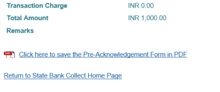 Transaction Charge INR 0.00
Total Amount INR 1,000.00
Remarks
Click here to save the Pre-Acknowledgement Form in PDF
Return to State Bank Collect Home Page